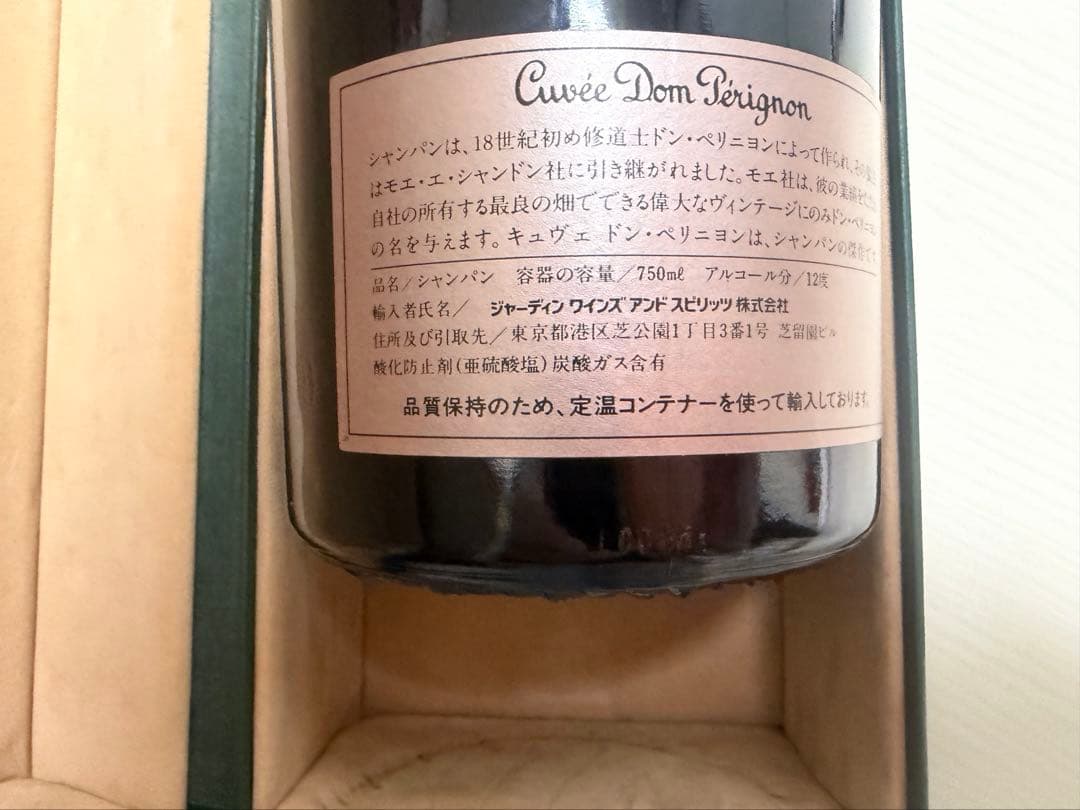 Cuvée Dom Pérignon
シャンパンは、18世紀初め修道士ドン・ペリニヨンによって作られ、その
はモエ・エ・シャンドン社に引き継がれました。モエ社は、彼の業績を
自社の所有する最良の畑でできる偉大なヴィンテージにのみドン・ペリニヨン
の名を与えます。キュヴェ ドン・ペリニヨンは、シャンパンの傑作で
品名/シャンパン 容器の容量/750mℓ アルコール分/12度
輸入者氏名/ ジャーディン ワインズ アンド スピリッツ 株式会社
住所及び引取先/東京都港区芝公園1丁目3番1号 芝留園ビル
酸化防止剤(亜硫酸塩)炭酸ガス含有
品質保持のため、定温コンテナーを使って輸入しております。